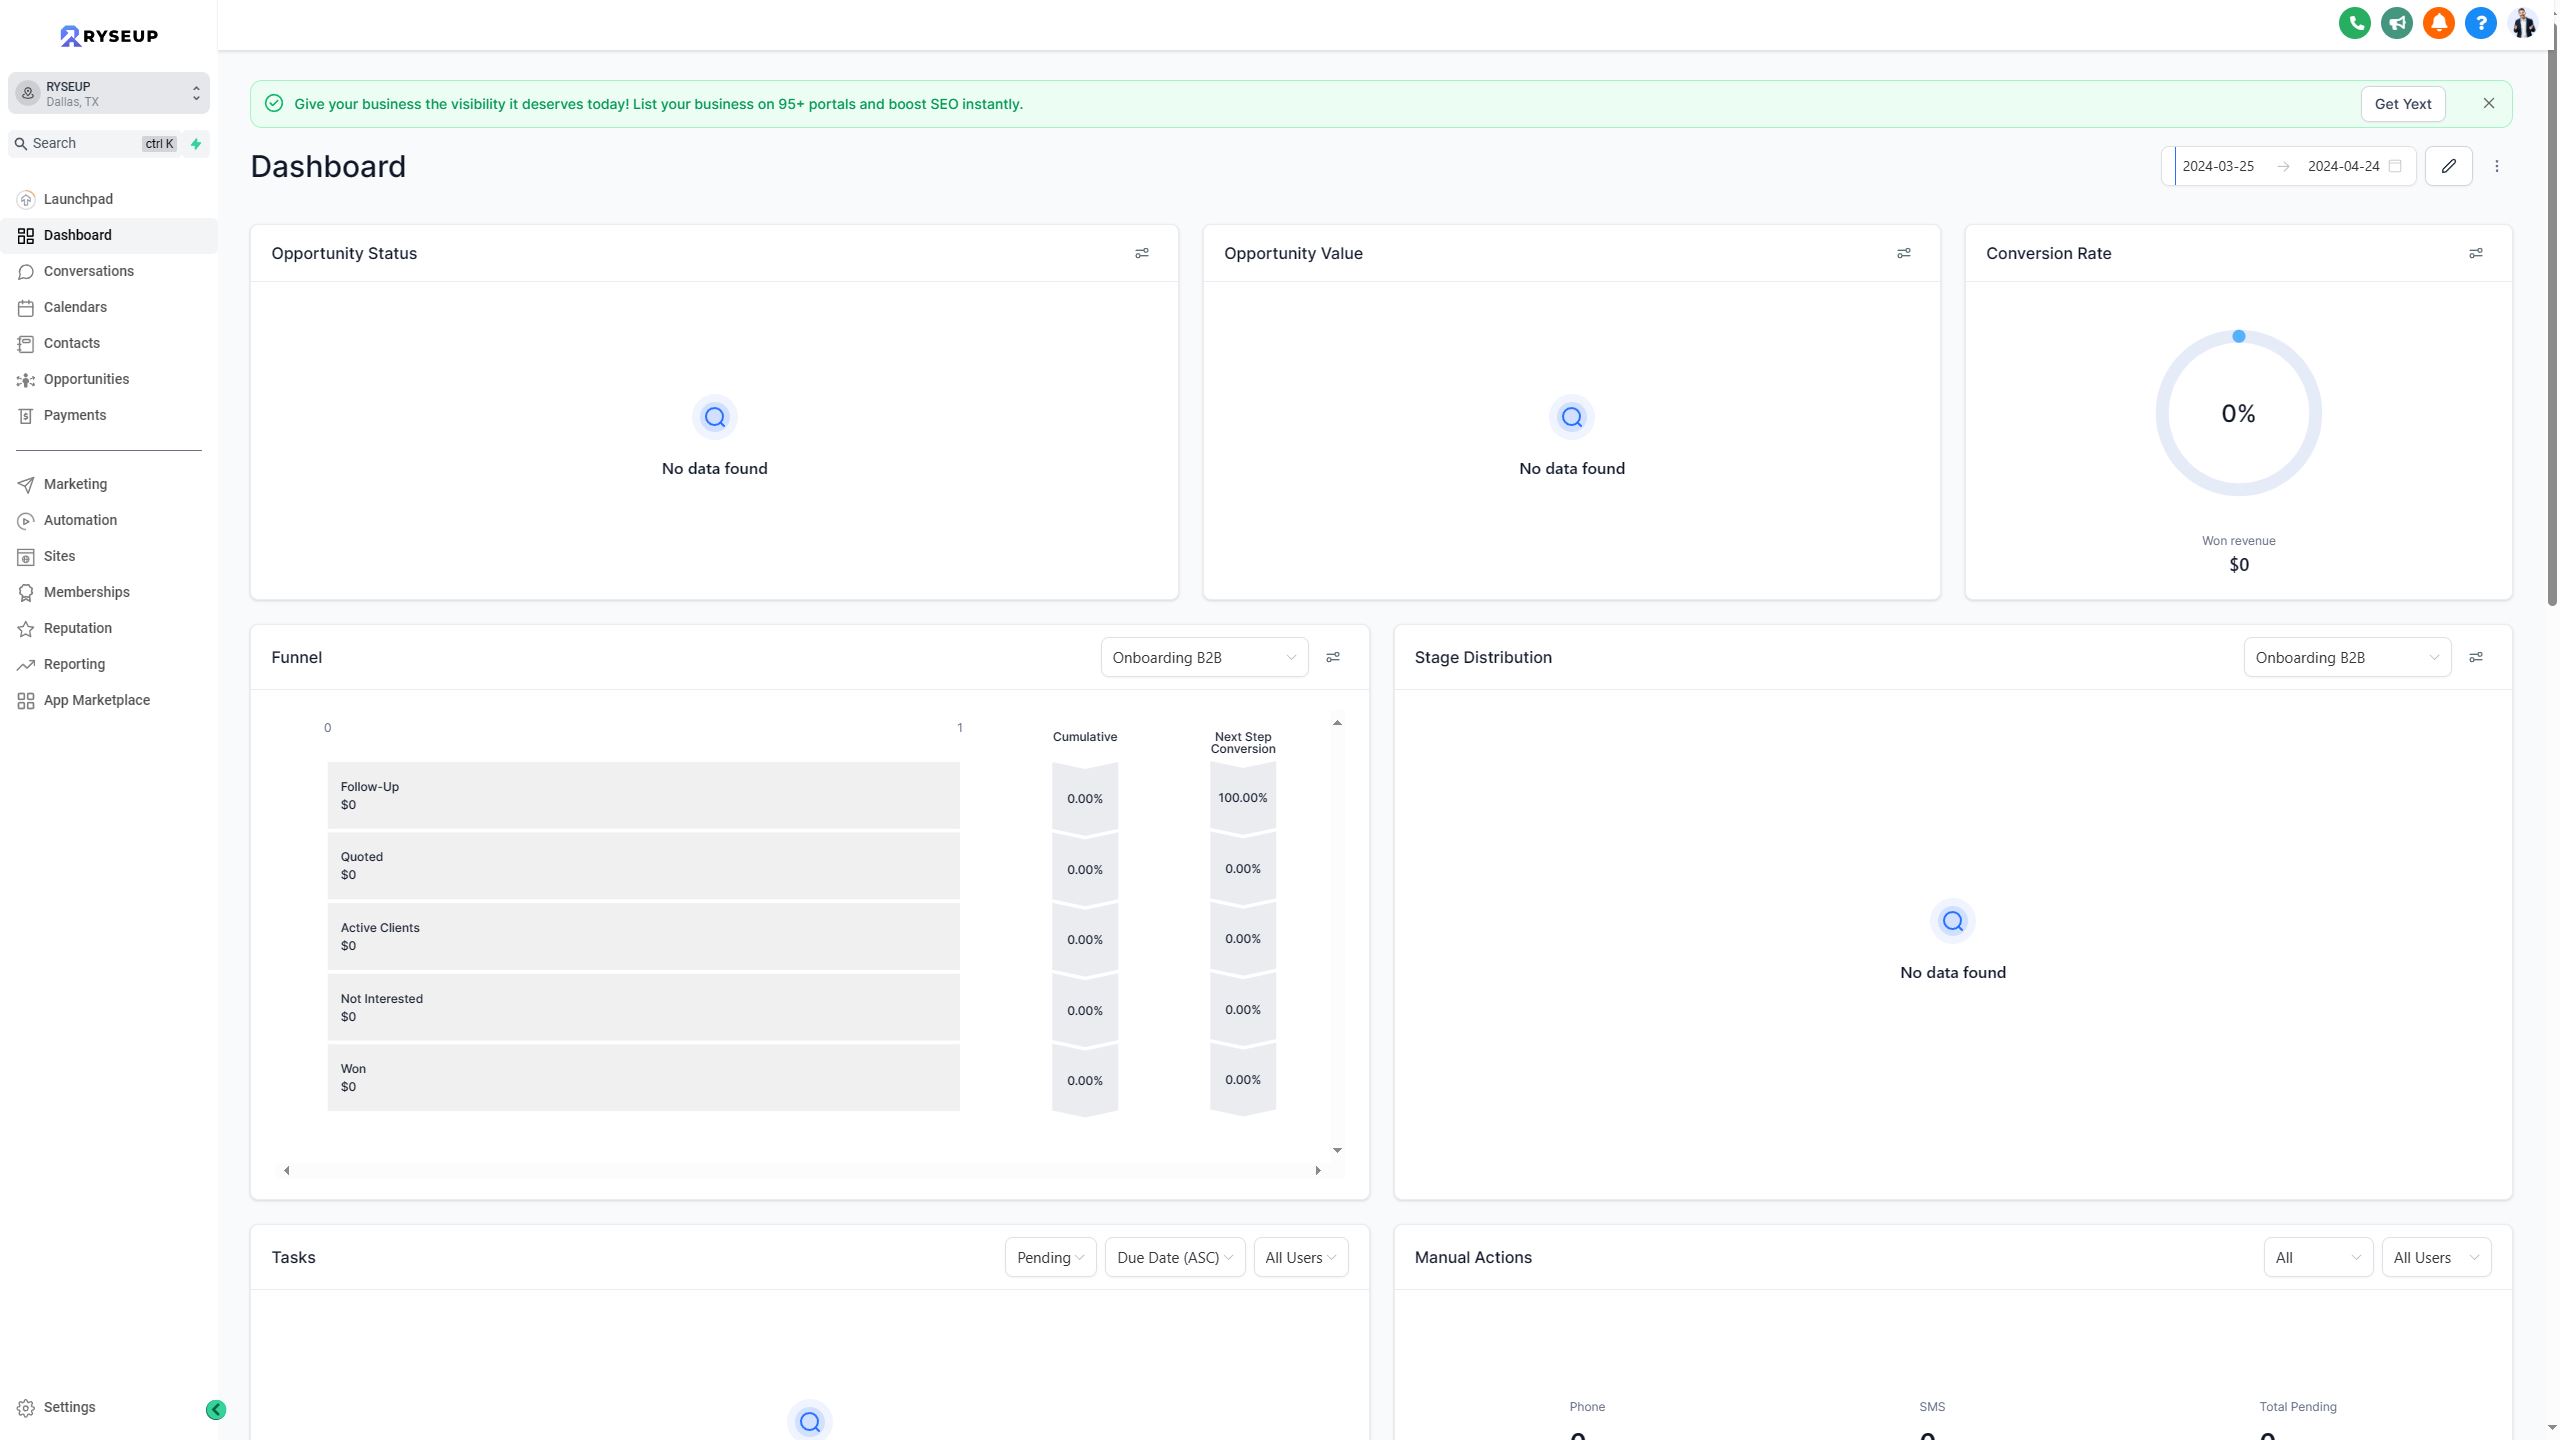 RYSEUP
RYSEUP
Dallas, TX
Search
ctrl K
Launchpad
Dashboard
Conversations
Calendars
Contacts
Opportunities
Payments
Marketing
Automation
Sites
Memberships
Reputation
Reporting
App Marketplace
Settings
Give your business the visibility it deserves today! List your business on 95+ portals and boost SEO instantly.
Get Yext
Dashboard
2024-03-25
2024-04-24
Opportunity Status
No data found
Opportunity Value
No data found
Conversion Rate
0%
Won revenue
$0
Funnel
Onboarding B2B
0
1
Cumulative
Next Step
Conversion
Follow-Up
$0
0.00%
100.00%
Quoted
$0
0.00%
0.00%
Active Clients
$0
0.00%
0.00%
Not Interested
$0
0.00%
0.00%
Won
$0
0.00%
0.00%
Stage Distribution
Onboarding B2B
No data found
Tasks
Pending
Due Date (ASC)
All Users
Manual Actions
All
All Users
Phone
0
SMS
0
Total Pending
0